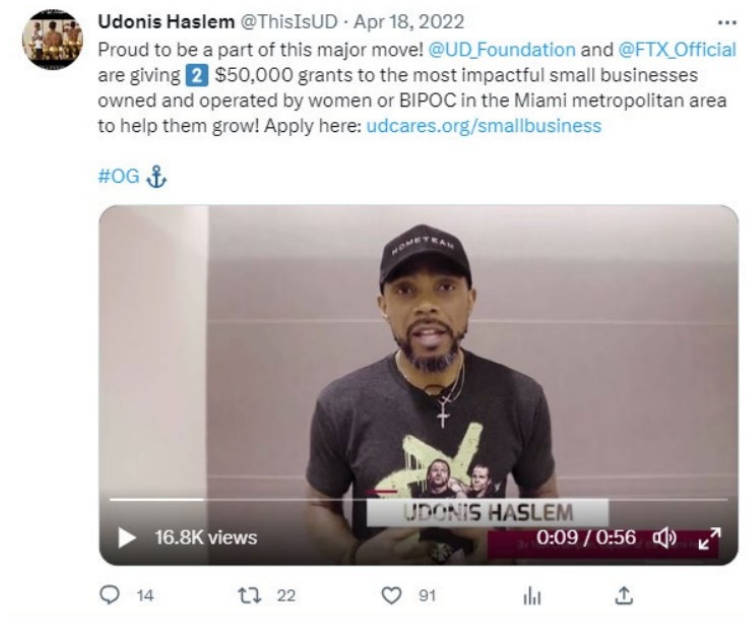 Udonis Haslem @ThisIsUD · Apr 18, 2022
Proud to be a part of this major move! @UD_Foundation and @FTX_Official
are giving 2️⃣ $50,000 grants to the most impactful small businesses
owned and operated by women or BIPOC in the Miami metropolitan area
to help them grow! Apply here: udcares.org/smallbusiness
#OG ⚓
HOMETEAM
UDONIS HASLEM
16.8K views
0:09 / 0:56
14 22 91